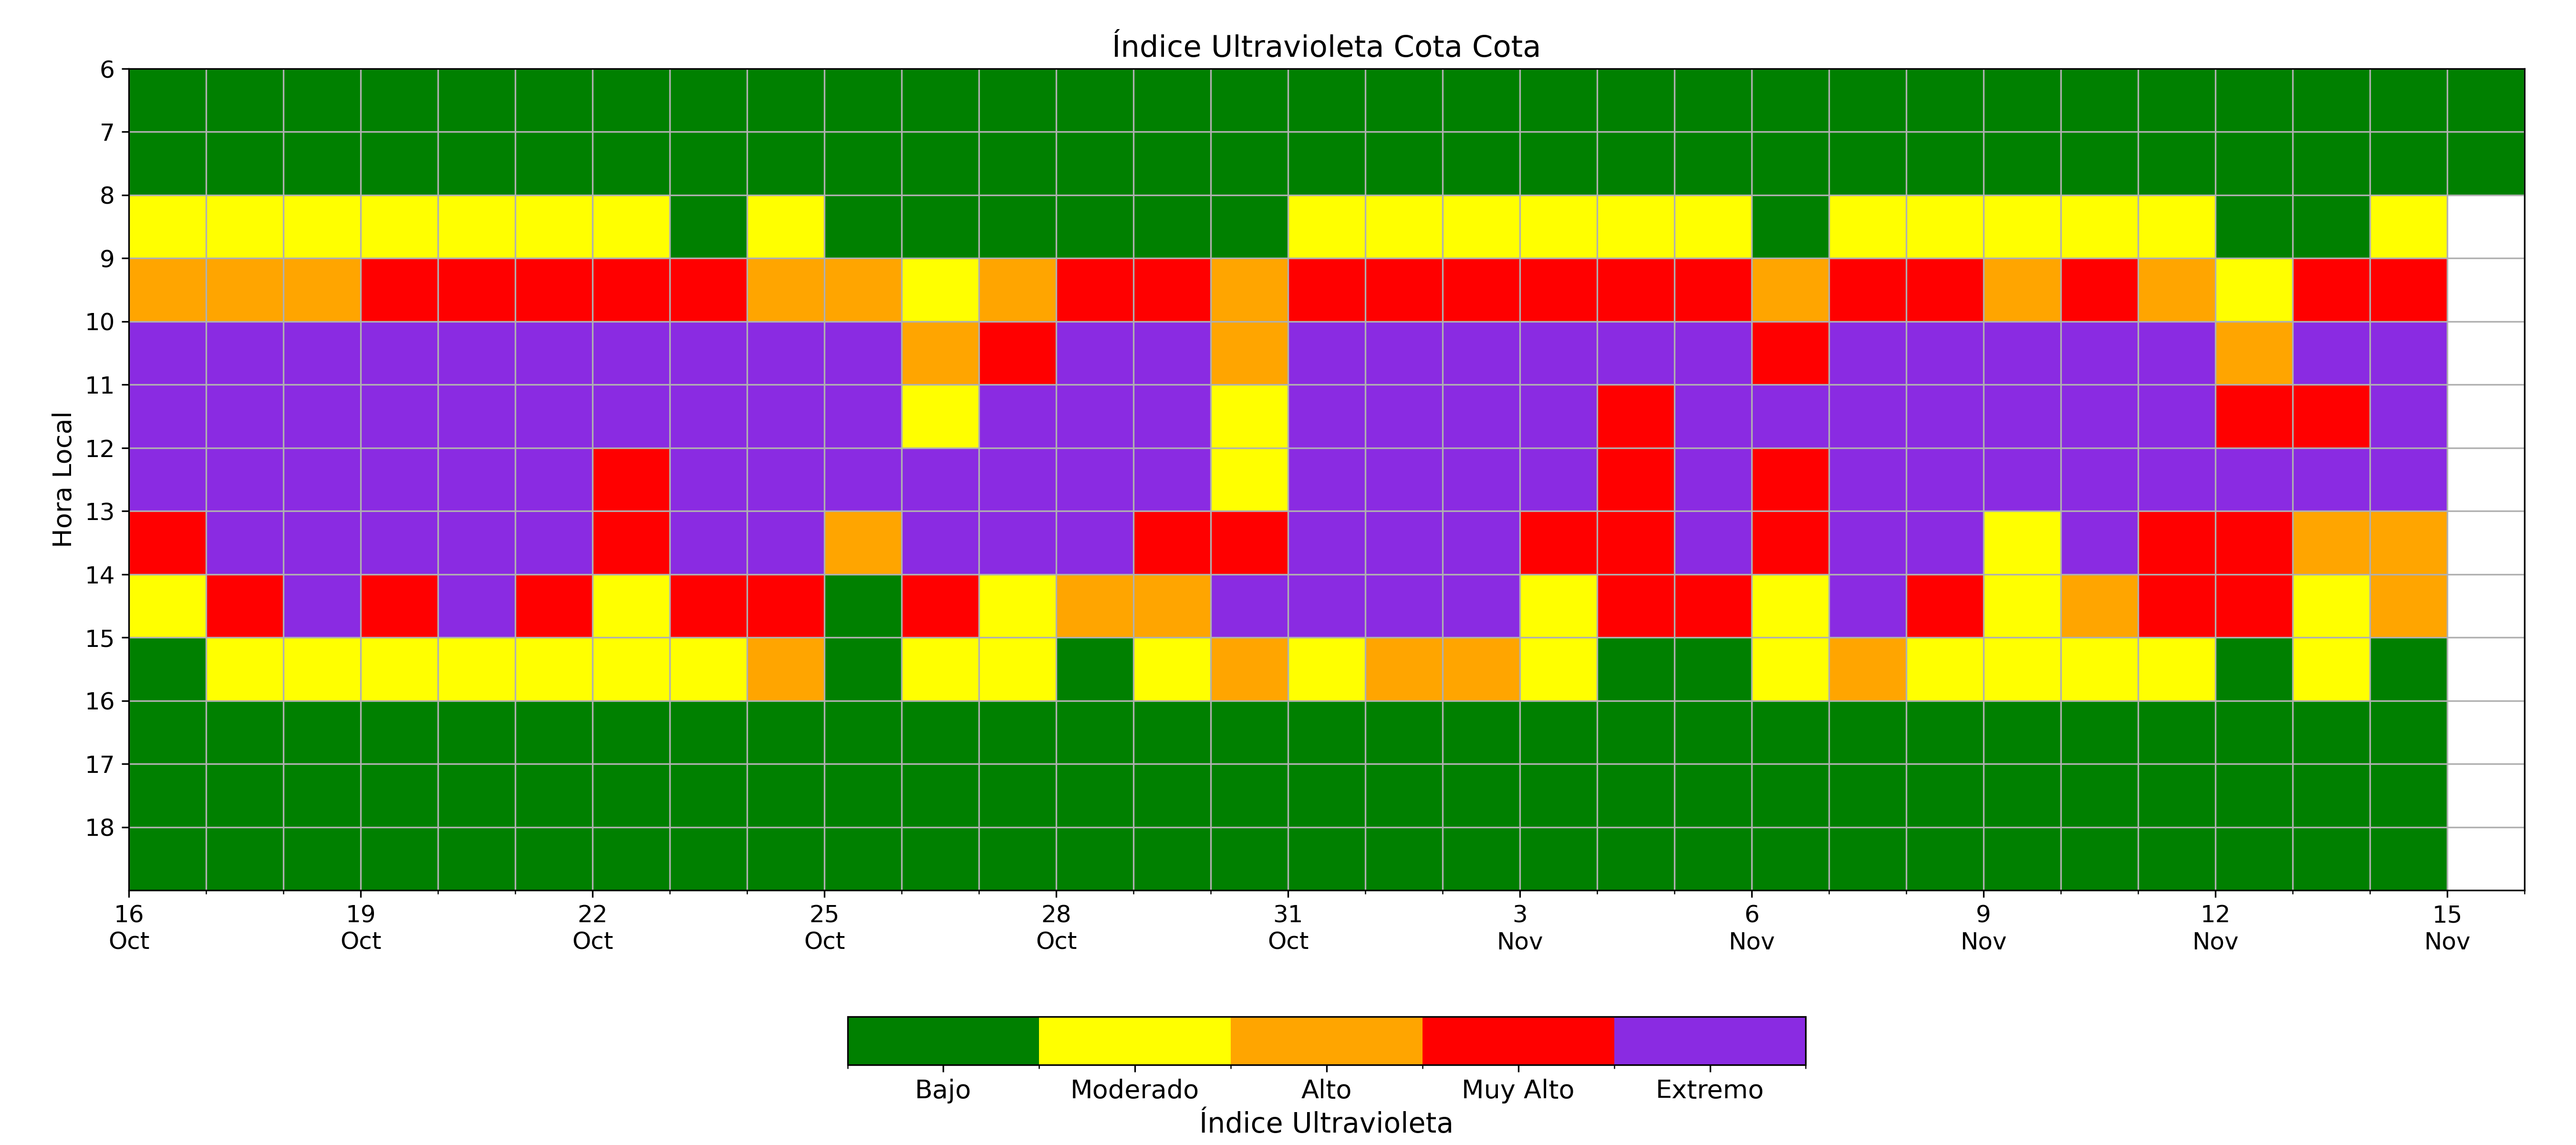 Índice Ultravioleta Cota Cota
6
7
8
9
10
11
12
13
14
15
16
17
18
Hora Local
16 19 22 25 28 31 3 6 9 12 15
Oct Oct Oct Oct Oct Oct Nov Nov Nov Nov Nov
Bajo Moderado Alto Muy Alto Extremo
Índice Ultravioleta